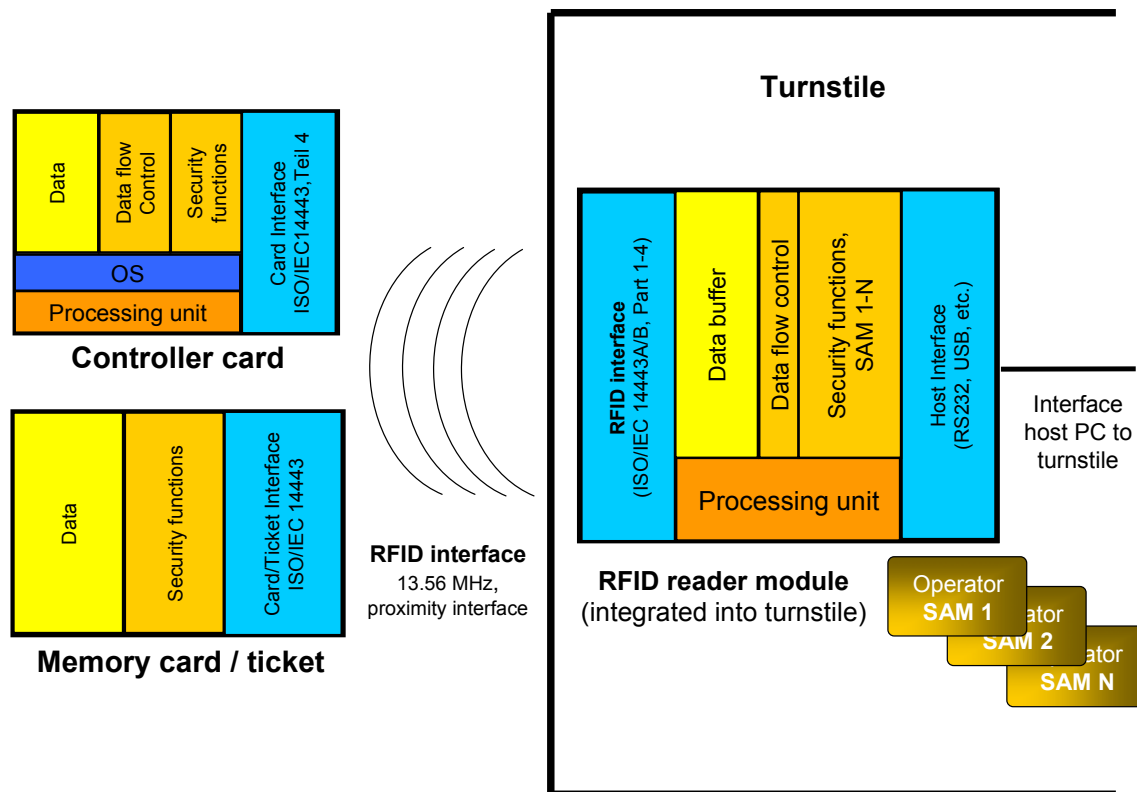 Turnstile
Data
Data flow
Control
Security
functions
Card Interface
ISO/IEC14443,Teil 4
OS
Processing unit
Controller card
Data
Security functions
Card/Ticket Interface
ISO/IEC 14443
Memory card / ticket
RFID interface
13.56 MHz,
proximity interface
RFID interface
(ISO/IEC 14443A/B, Part 1-4)
Data buffer
Data flow control
Security functions,
SAM 1-N
Host Interface
(RS232, USB, etc.)
Processing unit
RFID reader module
(integrated into turnstile)
Interface
host PC to
turnstile
Operator
SAM 1
ator
SAM 2
ator
SAM N